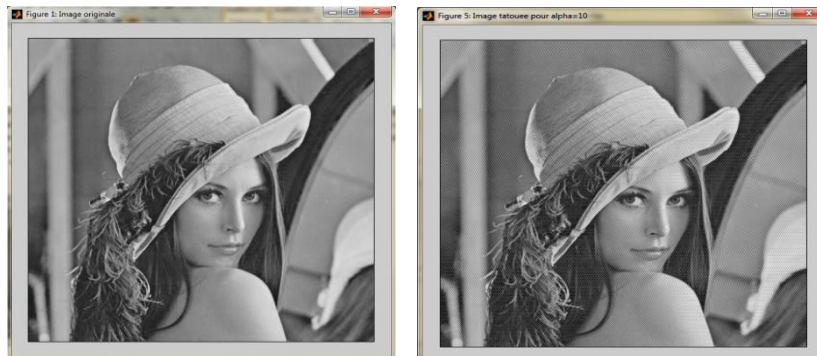 Figure 1: Image originale
Figure 5: Image tatouee pour alpha=10